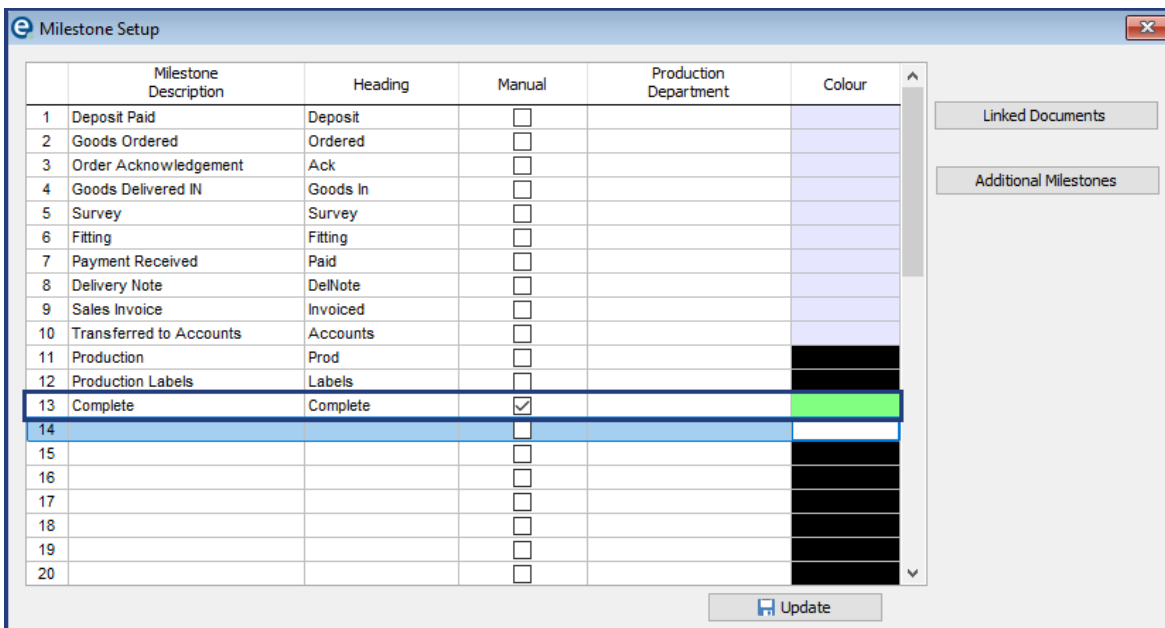 e Milestone Setup
Milestone Description Heading Manual Production Department Colour
1 Deposit Paid Deposit
2 Goods Ordered Ordered
3 Order Acknowledgement Ack
4 Goods Delivered IN Goods In
5 Survey Survey
6 Fitting Fitting
7 Payment Received Paid
8 Delivery Note DelNote
9 Sales Invoice Invoiced
10 Transferred to Accounts Accounts
11 Production Prod
12 Production Labels Labels
13 Complete Complete
14
15
16
17
18
19
20
Linked Documents
Additional Milestones
Update